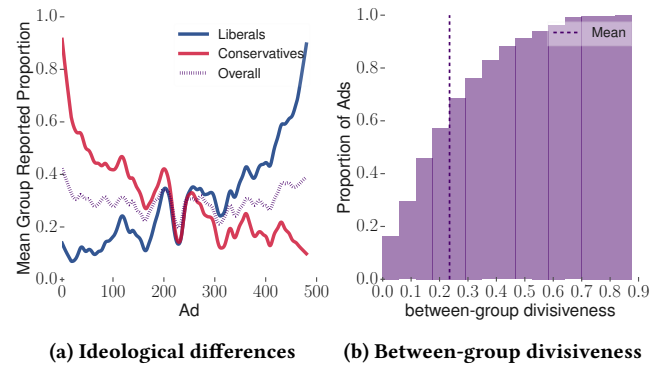 1.0
0.8
0.6
0.4
0.2
0.0
Mean Group Reported Proportion
Liberals
Conservatives
Overall
0 100 200 300 400 500
Ad
(a) Ideological differences
1.0
0.8
0.6
0.4
0.2
0.0
Proportion of Ads
Mean
0.0 0.1 0.2 0.3 0.4 0.5 0.6 0.7 0.8 0.9
between-group divisiveness
(b) Between-group divisiveness